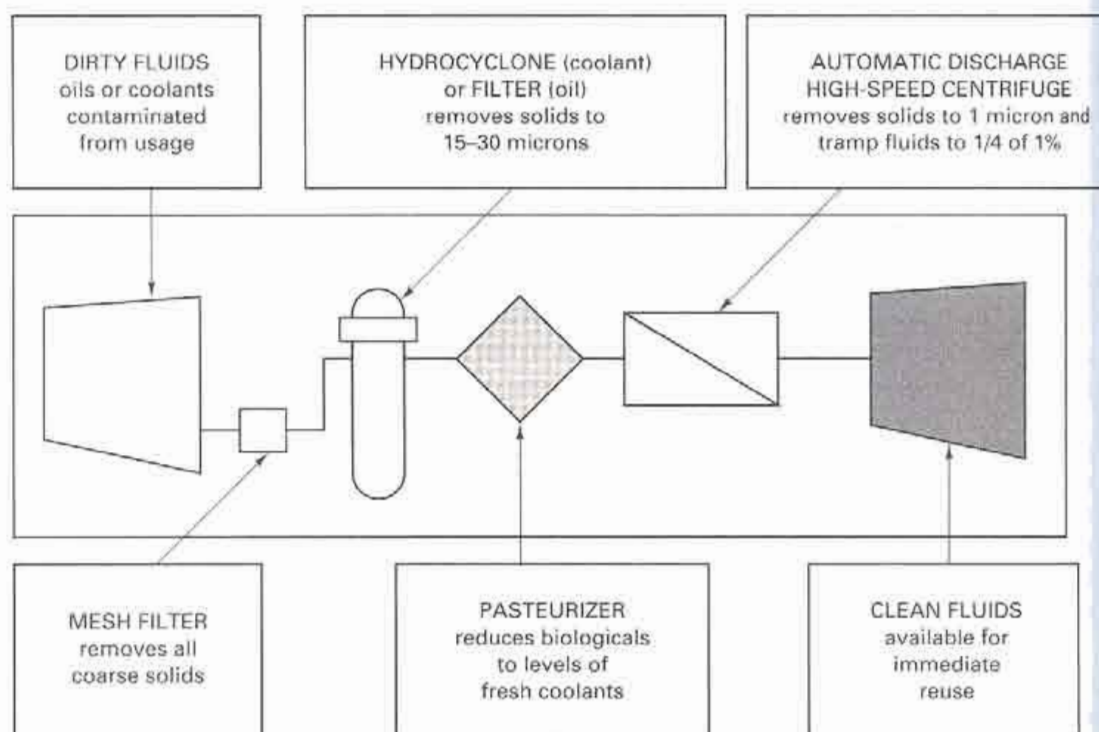 DIRTY FLUIDS
oils or coolants
contaminated
from usage
HYDROCYCLONE (coolant)
or FILTER (oil)
removes solids to
15–30 microns
AUTOMATIC DISCHARGE
HIGH-SPEED CENTRIFUGE
removes solids to 1 micron and
tramp fluids to 1/4 of 1%
MESH FILTER
removes all
coarse solids
PASTEURIZER
reduces biologicals
to levels of
fresh coolants
CLEAN FLUIDS
available for
immediate
reuse